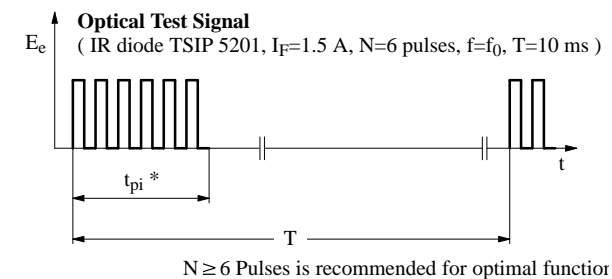 Optical Test Signal
Ee
( IR diode TSIP 5201, IF=1.5 A, N=6 pulses, f=f0, T=10 ms )
t
tpi *
T
N ≥ 6 Pulses is recommended for optimal function